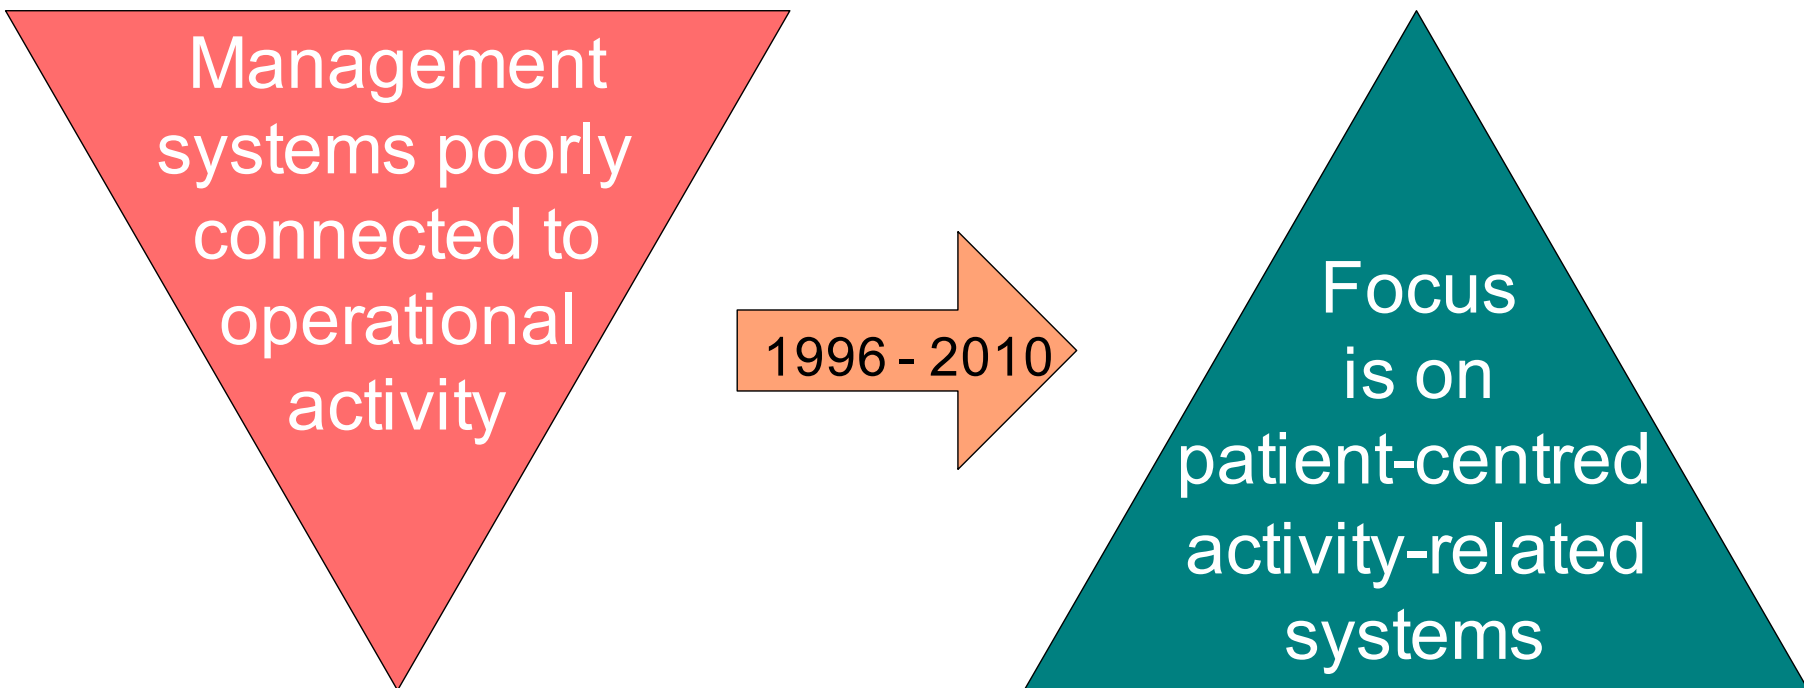 Management
systems poorly
connected to
operational
activity
1996 - 2010
Focus
is on
patient-centred
activity-related
systems